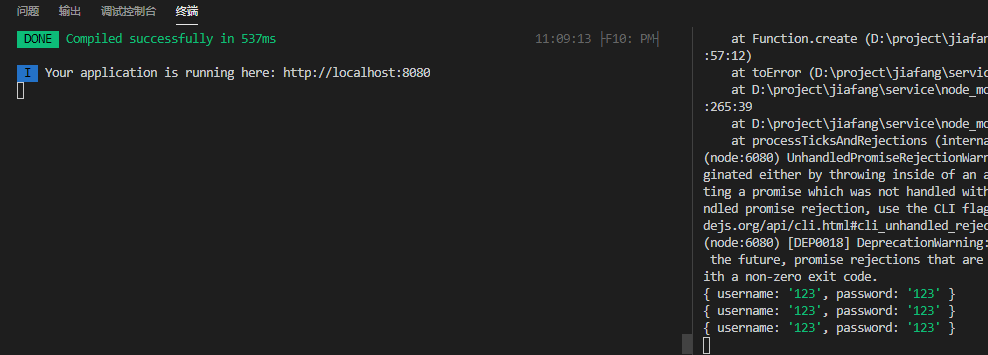 问题 输出 调试控制台 终端
DONE Compiled successfully in 537ms 11:09:13 ├F10: PM┤
I Your application is running here: http://localhost:8080
at Function.create (D:\project\jiafan
:57:12)
at toError (D:\project\jiafang\servic
at D:\project\jiafang\service\node_mo
:265:39
at D:\project\jiafang\service\node_mo
at processTicksAndRejections (interna
(node:6080) UnhandledPromiseRejectionWarn
ginated either by throwing inside of an a
ting a promise which was not handled with
ndled promise rejection, use the CLI flag
dejs.org/api/cli.html#cli_unhandled_rejec
(node:6080) [DEP0018] DeprecationWarning:
the future, promise rejections that are
ith a non-zero exit code.
{ username: '123', password: '123' }
{ username: '123', password: '123' }
{ username: '123', password: '123' }